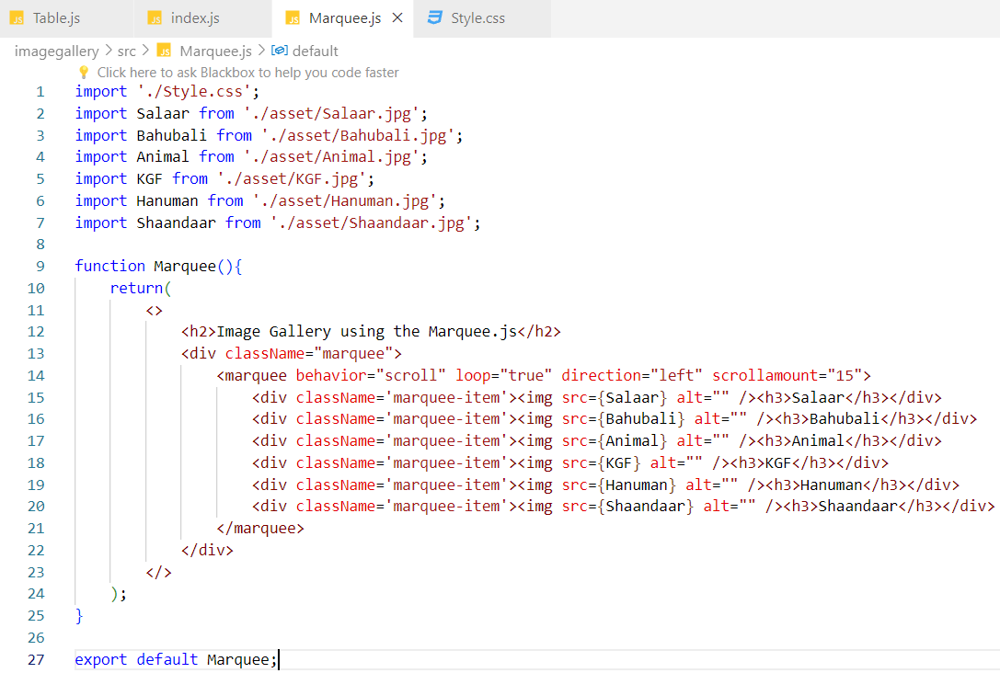 JS Table.js JS index.js JS Marquee.js × Style.css
imagegallery > src > JS Marquee.js > default
Click here to ask Blackbox to help you code faster
1 import './Style.css';
2 import Salaar from './asset/Salaar.jpg';
3 import Bahubali from './asset/Bahubali.jpg';
4 import Animal from './asset/Animal.jpg';
5 import KGF from './asset/KGF.jpg';
6 import Hanuman from './asset/Hanuman.jpg';
7 import Shaandaar from './asset/Shaandaar.jpg';
8
9 function Marquee(){
10 return(
11 <>
12 <h2>Image Gallery using the Marquee.js</h2>
13 <div className="marquee">
14 <marquee behavior="scroll" loop="true" direction="left" scrollamount="15">
15 <div className='marquee-item'><img src={Salaar} alt="" /><h3>Salaar</h3></div>
16 <div className='marquee-item'><img src={Bahubali} alt="" /><h3>Bahubali</h3></div>
17 <div className='marquee-item'><img src={Animal} alt="" /><h3>Animal</h3></div>
18 <div className='marquee-item'><img src={KGF} alt="" /><h3>KGF</h3></div>
19 <div className='marquee-item'><img src={Hanuman} alt="" /><h3>Hanuman</h3></div>
20 <div className='marquee-item'><img src={Shaandaar} alt="" /><h3>Shaandaar</h3></div>
21 </marquee>
22 </div>
23 </>
24 );
25 }
26
27 export default Marquee;